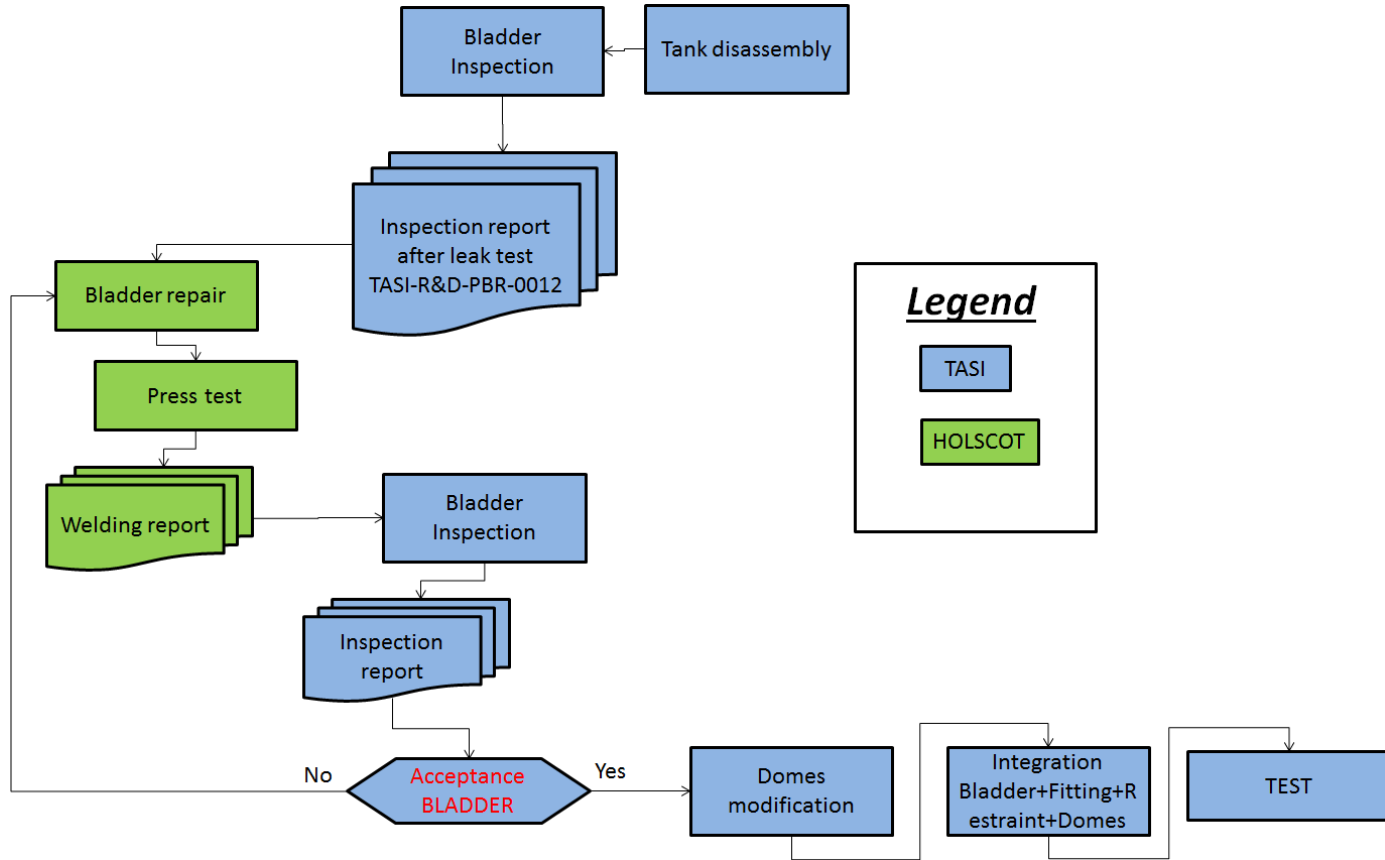 Bladder
Inspection
Tank disassembly
Inspection report
after leak test
TASI-R&D-PBR-0012
Bladder repair
Press test
Welding report
Bladder
Inspection
Inspection
report
No
Acceptance
BLADDER
Yes
Domes
modification
Integration
Bladder+Fitting+R
estraint+Domes
TEST
Legend
TASI
HOLSCOT